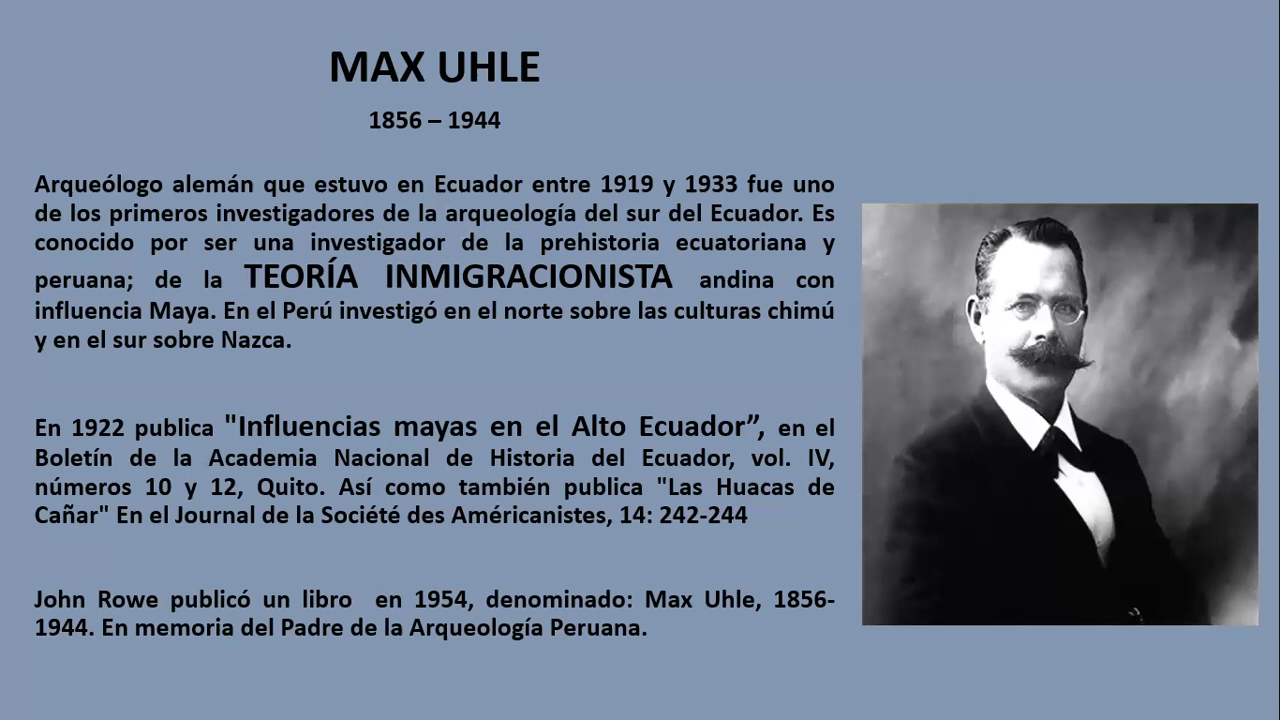 MAX UHLE
1856 – 1944
Arqueólogo alemán que estuvo en Ecuador entre 1919 y 1933 fue uno
de los primeros investigadores de la arqueología del sur del Ecuador. Es
conocido por ser una investigador de la prehistoria ecuatoriana y
peruana; de la TEORÍA INMIGRACIONISTA andina con
influencia Maya. En el Perú investigó en el norte sobre las culturas chimú
y en el sur sobre Nazca.
En 1922 publica "Influencias mayas en el Alto Ecuador”, en el
Boletín de la Academia Nacional de Historia del Ecuador, vol. IV,
números 10 y 12, Quito. Así como también publica "Las Huacas de
Cañar" En el Journal de la Société des Américanistes, 14: 242-244
John Rowe publicó un libro en 1954, denominado: Max Uhle, 1856-
1944. En memoria del Padre de la Arqueología Peruana.